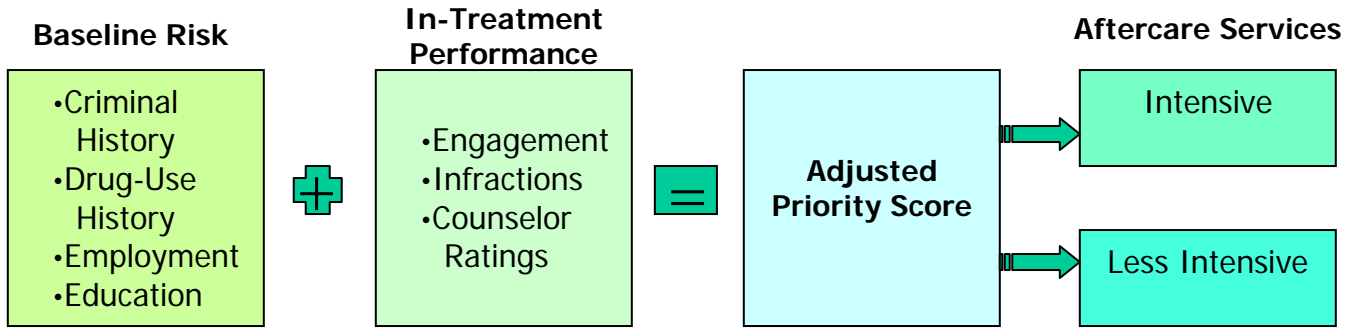 Baseline Risk
•Criminal
History
•Drug-Use
History
•Employment
•Education
+
In-Treatment
Performance
•Engagement
•Infractions
•Counselor
Ratings
=
Adjusted
Priority Score
Aftercare Services
Intensive
Less Intensive